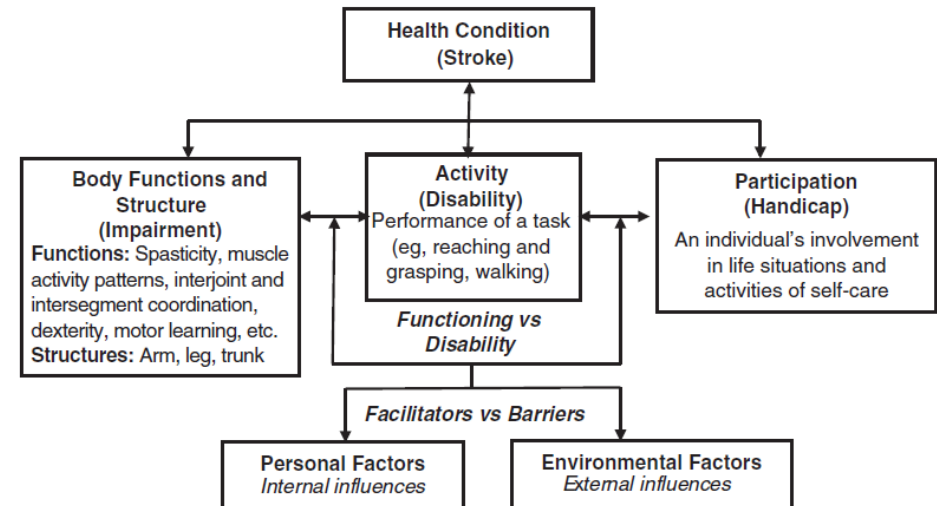 Health Condition
(Stroke)
Body Functions and
Structure
(Impairment)
Functions: Spasticity, muscle
activity patterns, interjoint and
intersegment coordination,
dexterity, motor learning, etc.
Structures: Arm, leg, trunk
Activity
(Disability)
Performance of a task
(eg, reaching and
grasping, walking)
Participation
(Handicap)
An individual's involvement
in life situations and
activities of self-care
Functioning vs
Disability
Facilitators vs Barriers
Personal Factors
Internal influences
Environmental Factors
External influences